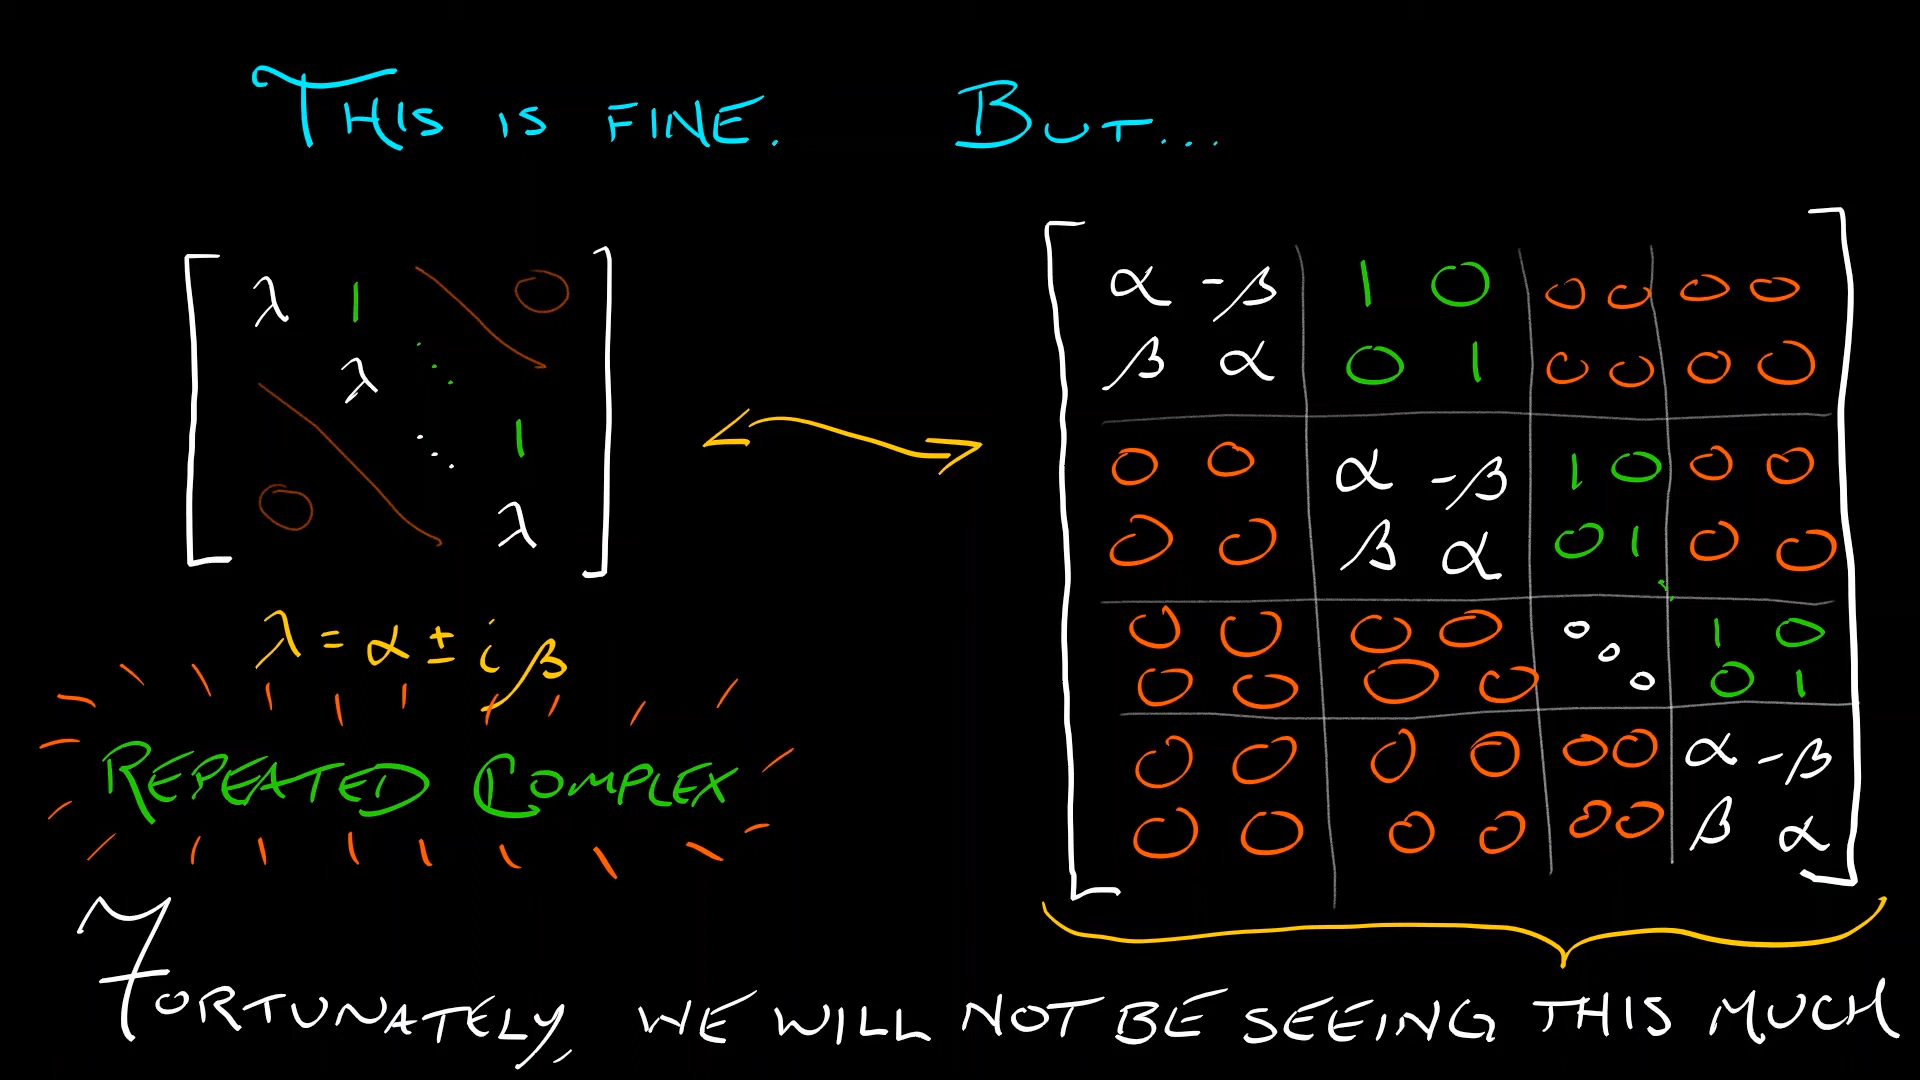 THIS IS FINE. BUT...
λ 1 0
λ ⋱
⋱ 1
0 λ
λ = α ± iβ
REPEATED COMPLEX
α -β 1 0 0 0 0 0
β α 0 1 0 0 0 0
0 0 α -β 1 0 0 0
0 0 β α 0 1 0 0
0 0 0 0 ⋱ 1 0
0 0 0 0 0 1
0 0 0 0 0 0 α -β
0 0 0 0 0 0 β α
FORTUNATELY, WE WILL NOT BE SEEING THIS MUCH